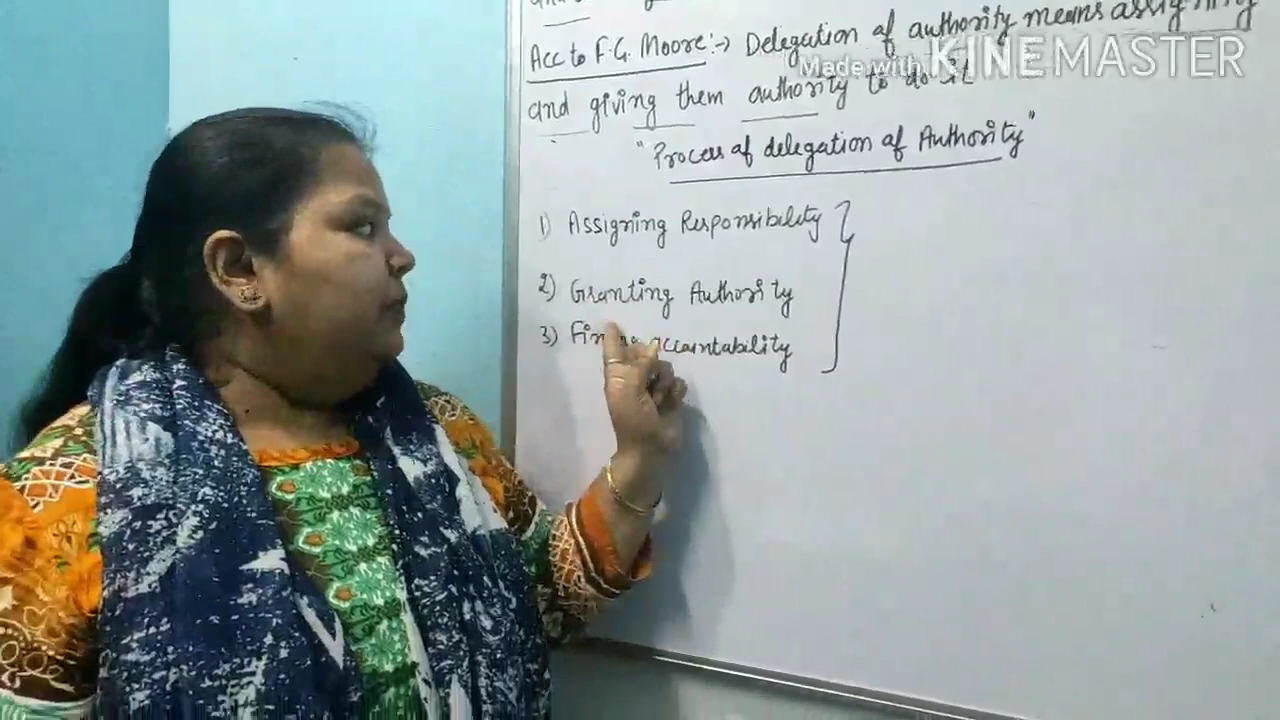 Acc to F.G. Moore :→ Delegation of authority means assigning
Made with KINEMASTER
and giving them authority to do it
"Process of delegation of Authority"
1) Assigning Responsibility
2) Granting Authority
3) accountability